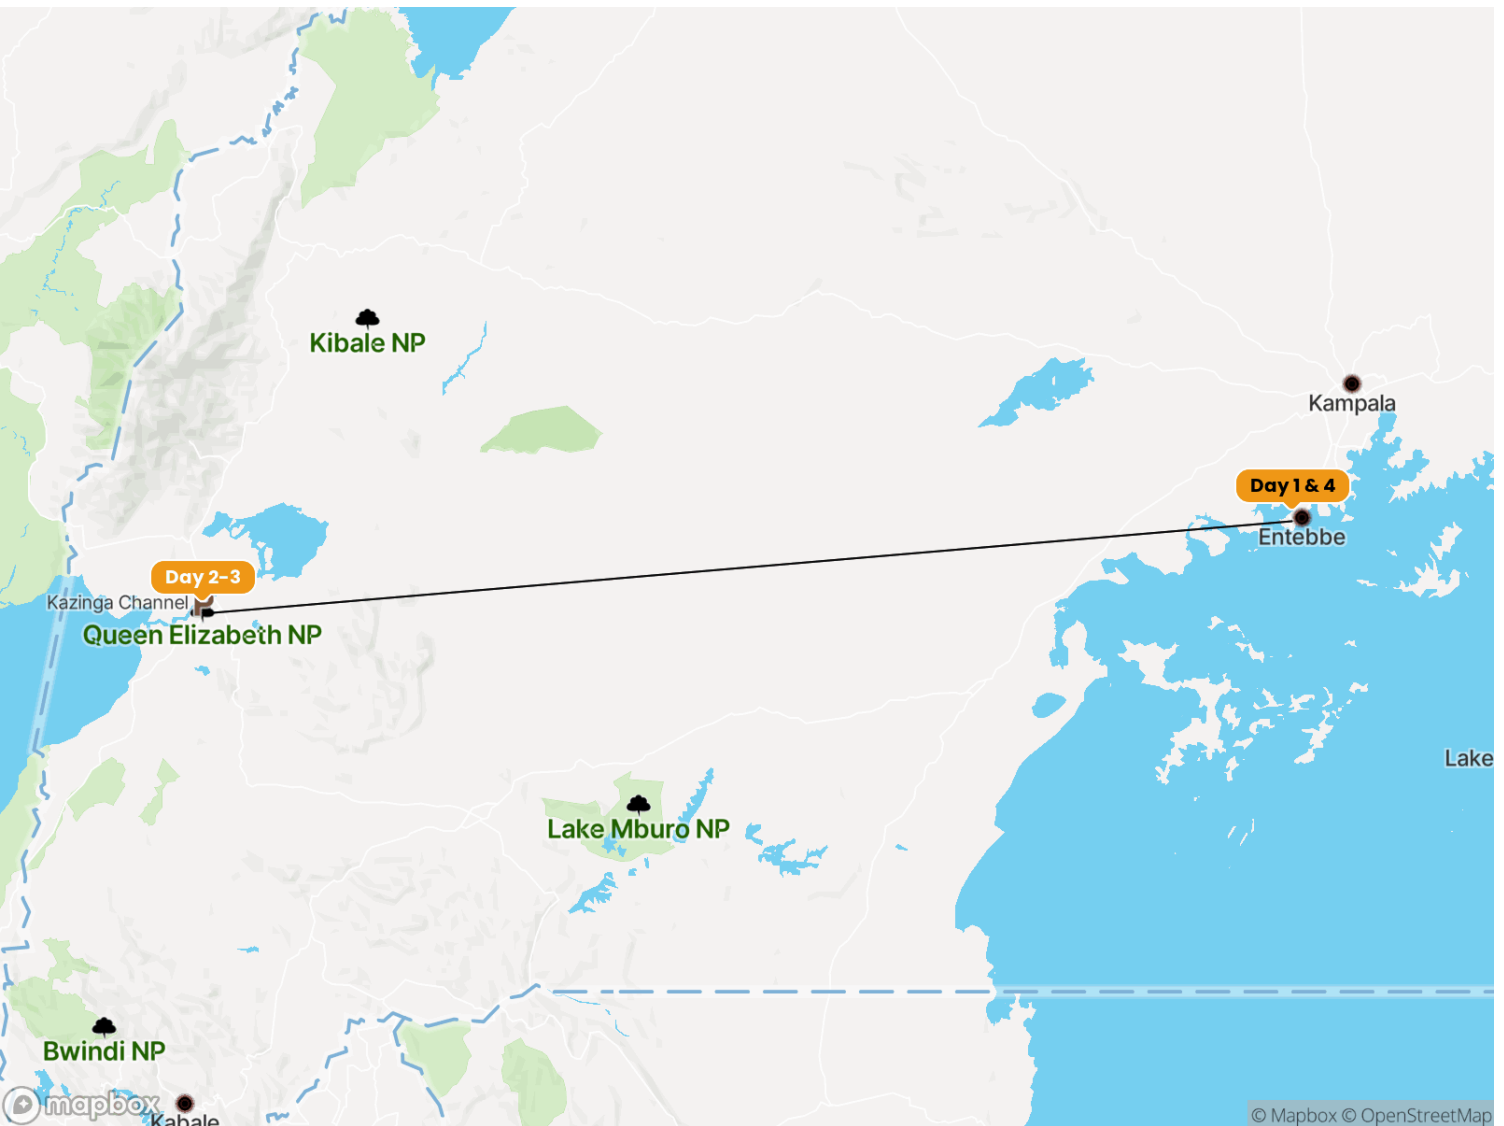 Kibale NP
Kampala
Day 1 & 4
Entebbe
Day 2-3
Kazinga Channel
Queen Elizabeth NP
Lake
Lake Mburo NP
Bwindi NP
mapbox
Kabale
© Mapbox © OpenStreetMap